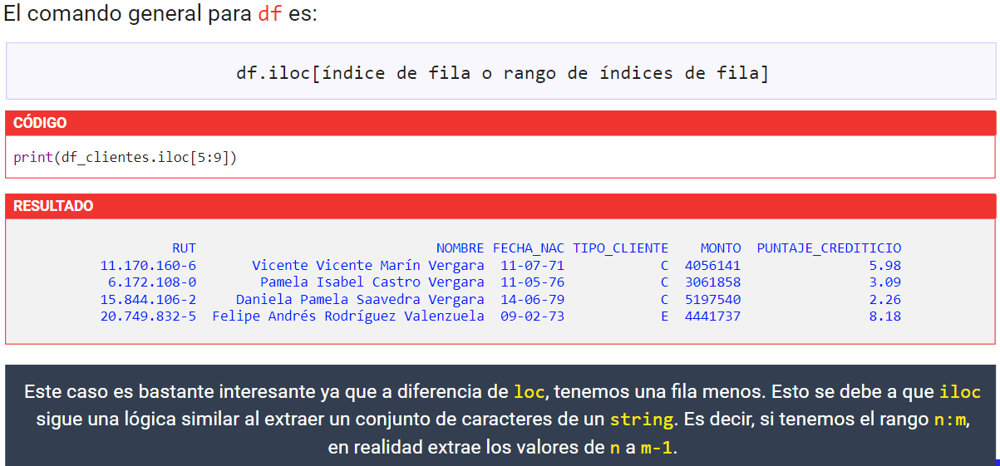 El comando general para df es:
df.iloc[índice de fila o rango de índices de fila]
CÓDIGO
print(df_clientes.iloc[5:9])
RESULTADO
RUT NOMBRE FECHA_NAC TIPO_CLIENTE MONTO PUNTAJE_CREDITICIO
11.170.160-6 Vicente Vicente Marín Vergara 11-07-71 C 4056141 5.98
6.172.108-0 Pamela Isabel Castro Vergara 11-05-76 C 3061858 3.09
15.844.106-2 Daniela Pamela Saavedra Vergara 14-06-79 C 5197540 2.26
20.749.832-5 Felipe Andrés Rodríguez Valenzuela 09-02-73 E 4441737 8.18
Este caso es bastante interesante ya que a diferencia de loc, tenemos una fila menos. Esto se debe a que iloc
sigue una lógica similar al extraer un conjunto de caracteres de un string. Es decir, si tenemos el rango n:m,
en realidad extrae los valores de n a m-1.